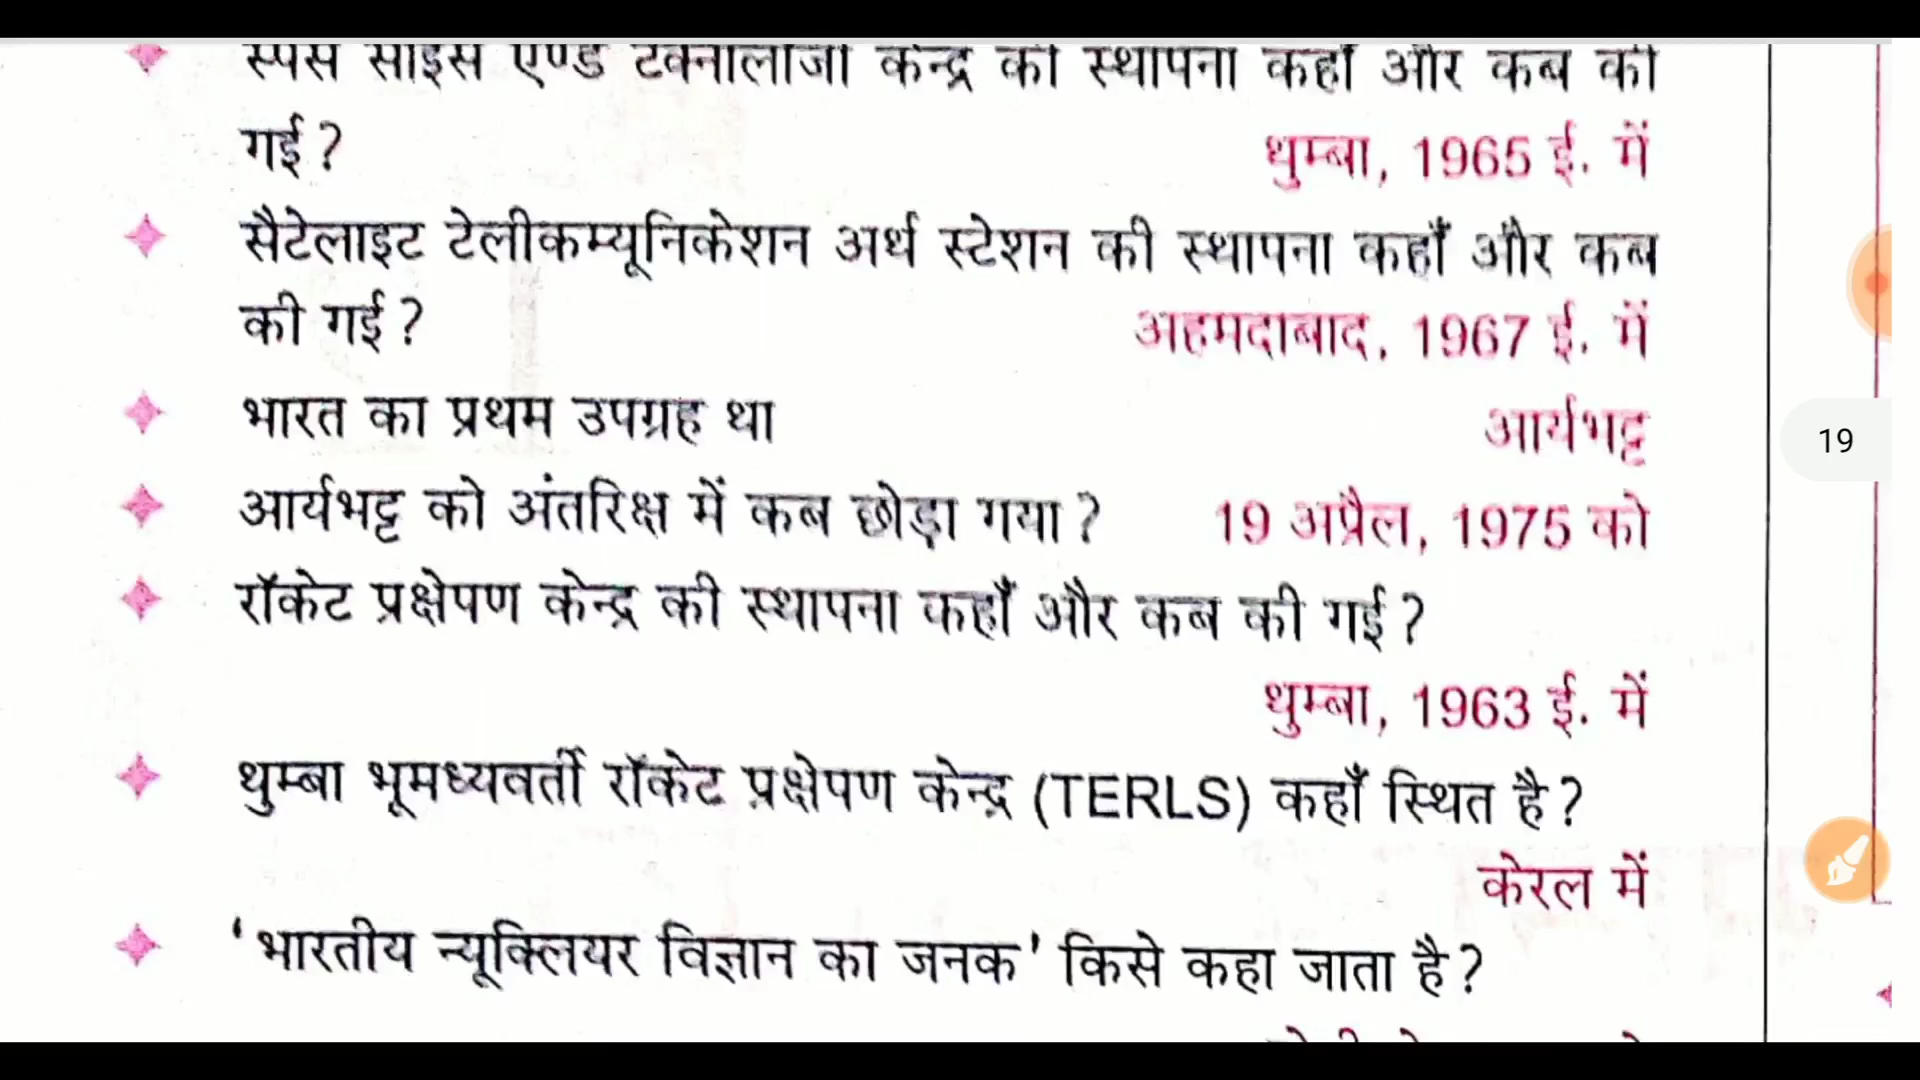 स्पेस साइंस एण्ड टेक्नोलॉजी केन्द्र की स्थापना कहाँ और कब की
गई? थुम्बा, 1965 ई. में
सैटेलाइट टेलीकम्यूनिकेशन अर्थ स्टेशन की स्थापना कहाँ और कब
की गई? अहमदाबाद, 1967 ई. में
भारत का प्रथम उपग्रह था आर्यभट्ट
19
आर्यभट्ट को अंतरिक्ष में कब छोड़ा गया? 19 अप्रैल, 1975 को
रॉकेट प्रक्षेपण केन्द्र की स्थापना कहाँ और कब की गई?
थुम्बा, 1963 ई. में
थुम्बा भूमध्यवर्ती रॉकेट प्रक्षेपण केन्द्र (TERLS) कहाँ स्थित है?
केरल में
'भारतीय न्यूक्लियर विज्ञान का जनक' किसे कहा जाता है?